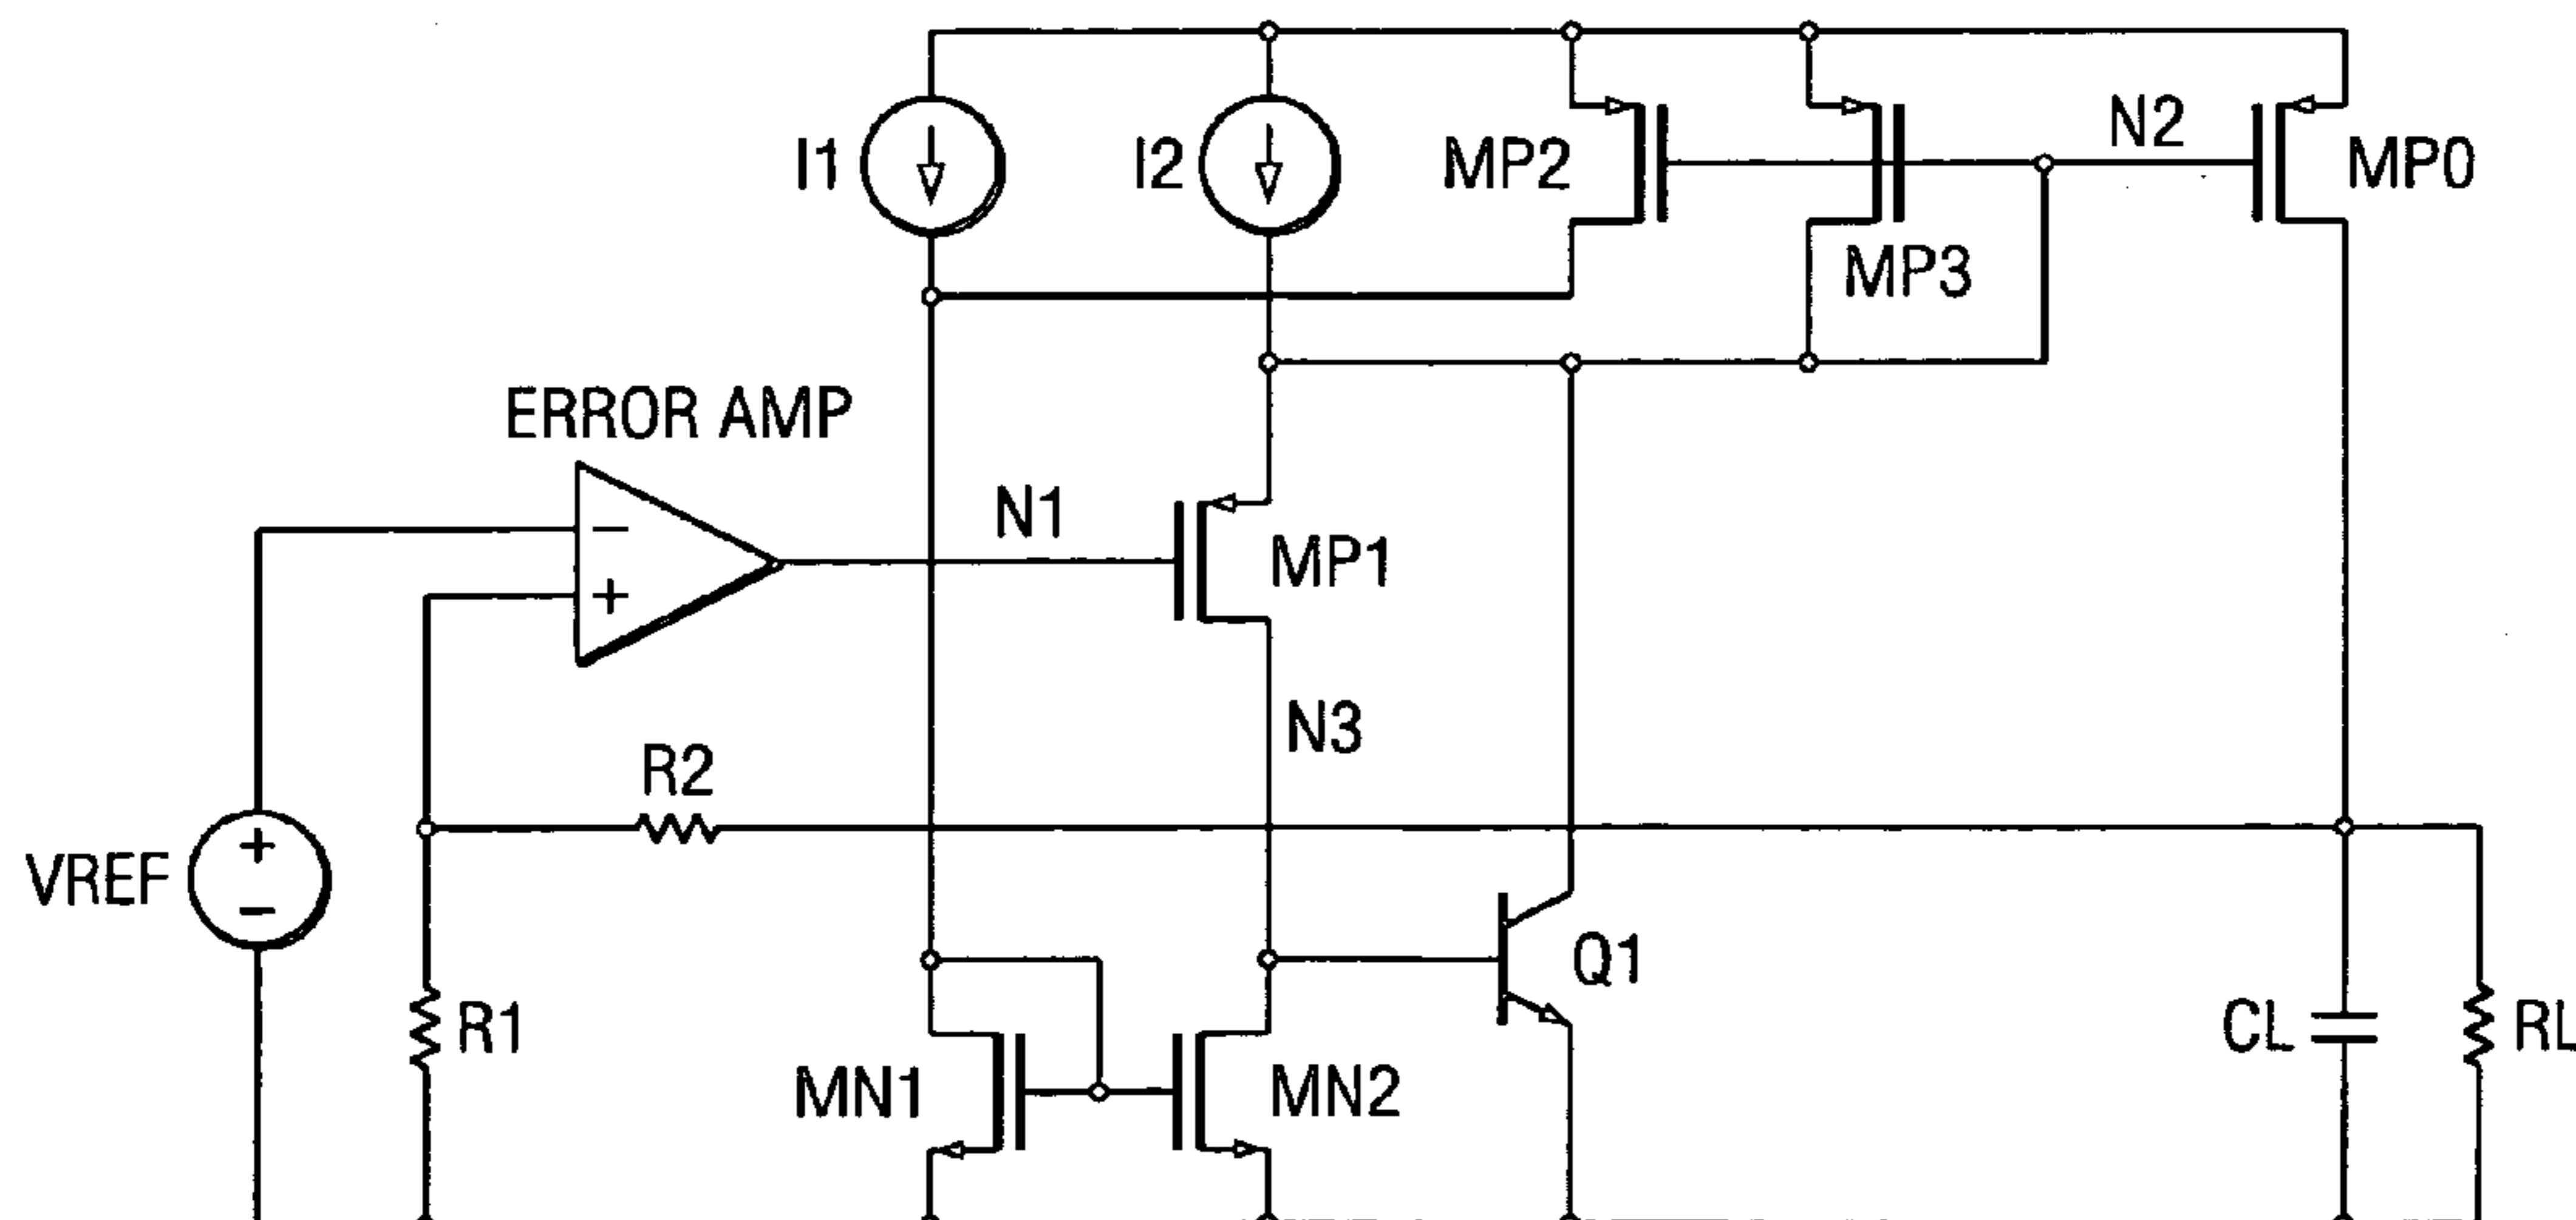 I1
I2
MP2
N2
MP0
MP3
ERROR AMP
N1
−
MP1
+
N3
R2
VREF
+
−
Q1
R1
CL
RL
MN1
MN2